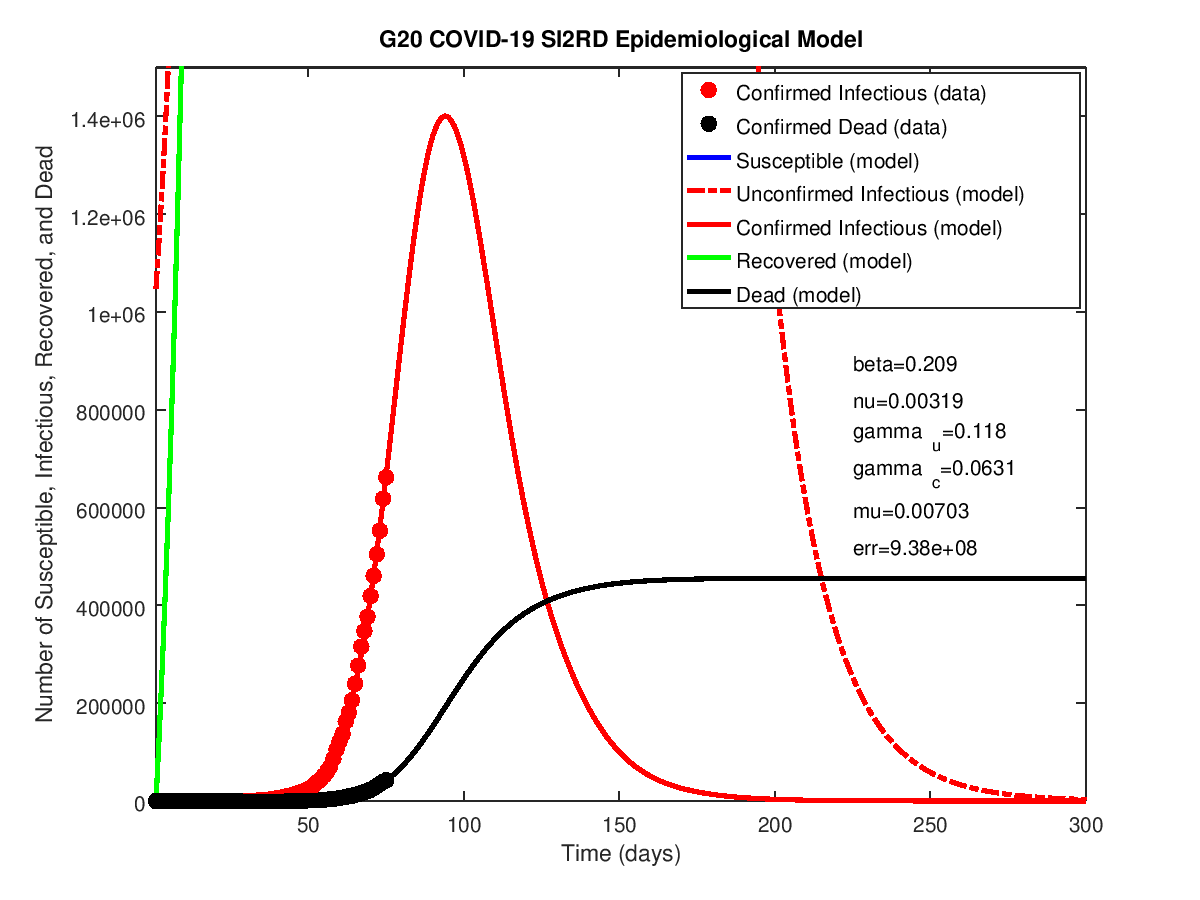 G20 COVID-19 SI2RD Epidemiological Model
Number of Susceptible, Infectious, Recovered, and Dead
1.4e+06
1.2e+06
1e+06
800000
600000
400000
200000
0
50 100 150 200 250 300
Time (days)
Confirmed Infectious (data)
Confirmed Dead (data)
Susceptible (model)
Unconfirmed Infectious (model)
Confirmed Infectious (model)
Recovered (model)
Dead (model)
beta=0.209
nu=0.00319
gamma u=0.118
gamma c=0.0631
mu=0.00703
err=9.38e+08